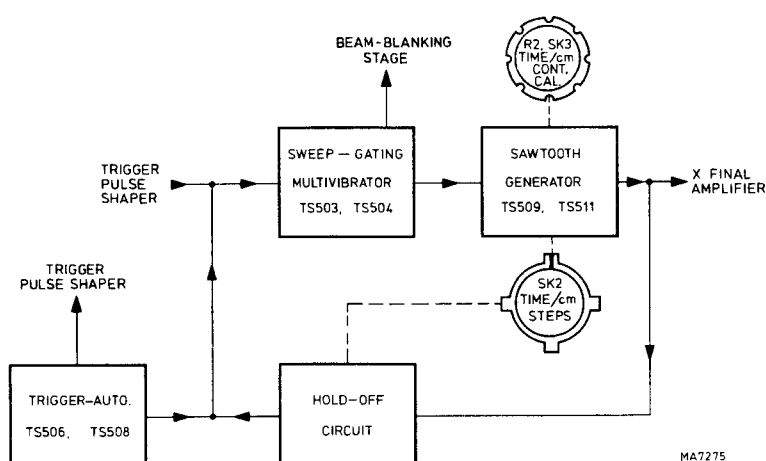 BEAM-BLANKING
STAGE
R2, SK3
TIME/cm
CONT.
CAL.
TRIGGER
PULSE
SHAPER
SWEEP — GATING
MULTIVIBRATOR
TS503, TS504
SAWTOOTH
GENERATOR
TS509, TS511
X FINAL
AMPLIFIER
TRIGGER
PULSE SHAPER
SK2
TIME/cm
STEPS
TRIGGER-AUTO.
TS506, TS508
HOLD-OFF
CIRCUIT
MA7275